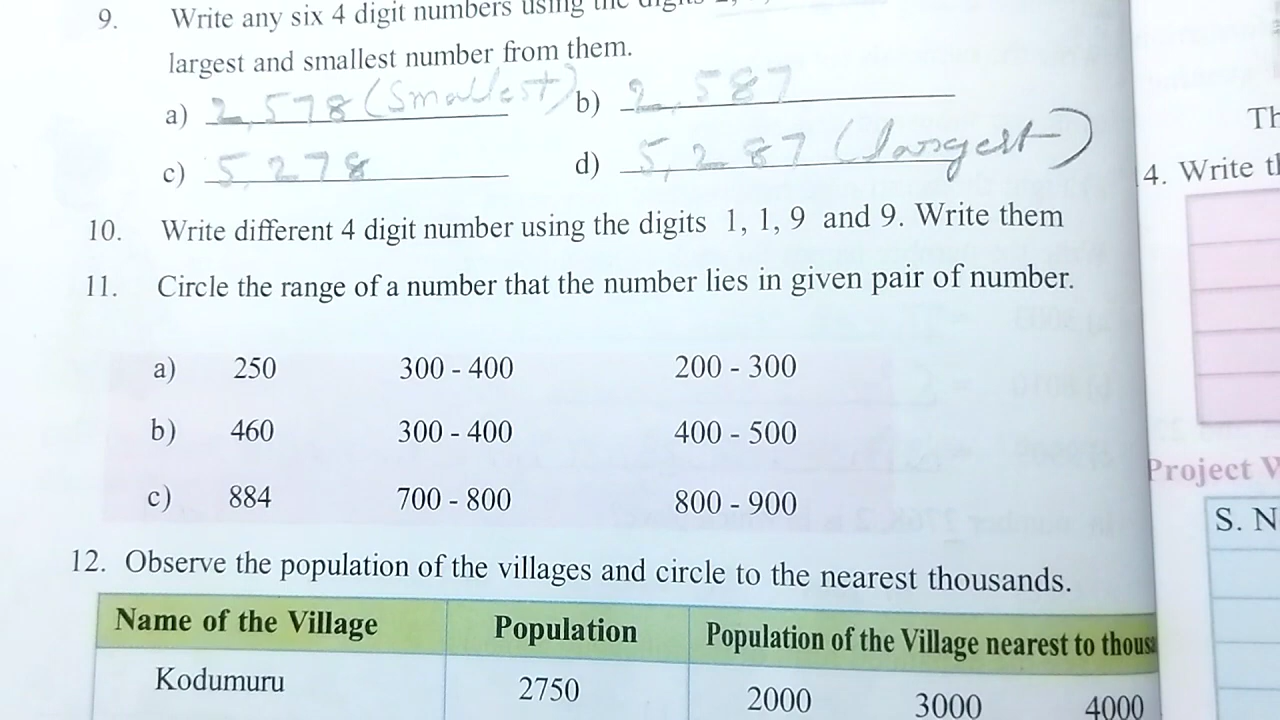 9. Write any six 4 digit numbers using the digits
largest and smallest number from them.
a) 2,578 (Smallest) b) 2,587
c) 5,278 d) 5,287 (largest)
10. Write different 4 digit number using the digits 1, 1, 9 and 9. Write them
11. Circle the range of a number that the number lies in given pair of number.
a) 250 300 - 400 200 - 300
b) 460 300 - 400 400 - 500
c) 884 700 - 800 800 - 900
12. Observe the population of the villages and circle to the nearest thousands.
Name of the Village Population Population of the Village nearest to
Kodumuru 2750 2000 3000 4000
4. Write
Project
S. N